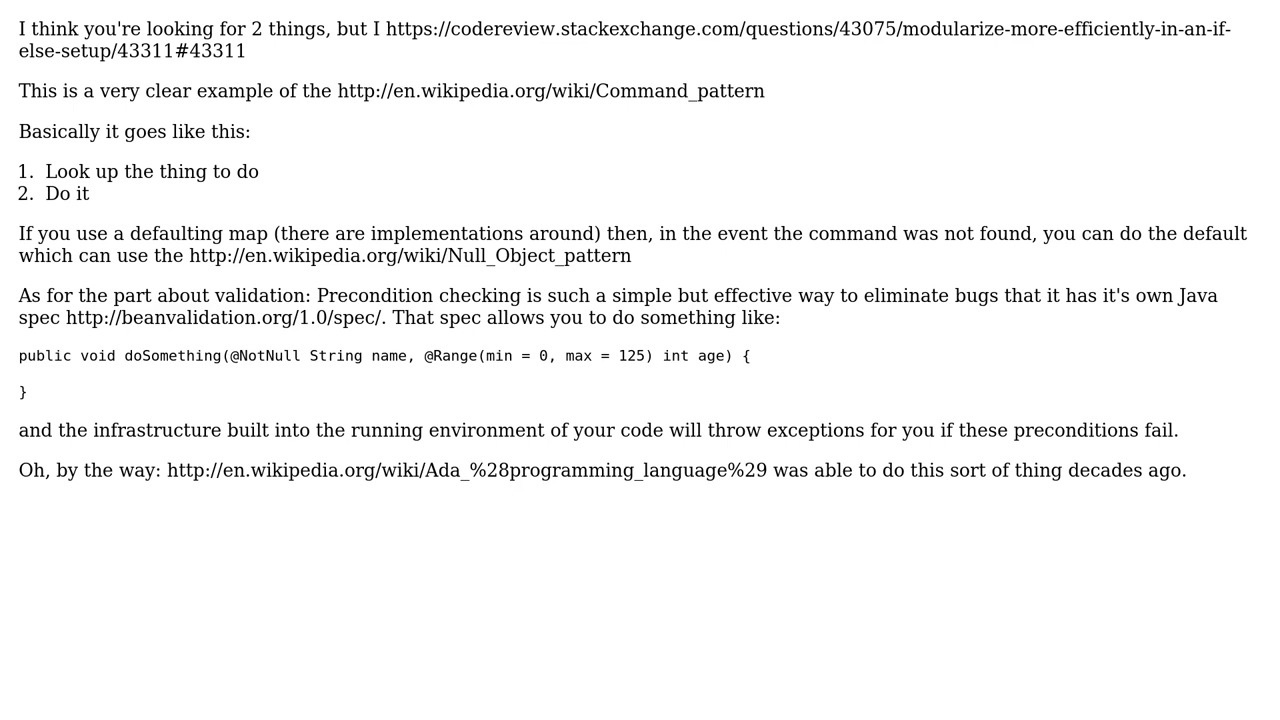 I think you're looking for 2 things, but I https://codereview.stackexchange.com/questions/43075/modularize-more-efficiently-in-an-if-
else-setup/43311#43311
This is a very clear example of the http://en.wikipedia.org/wiki/Command_pattern
Basically it goes like this:
1. Look up the thing to do
2. Do it
If you use a defaulting map (there are implementations around) then, in the event the command was not found, you can do the default
which can use the http://en.wikipedia.org/wiki/Null_Object_pattern
As for the part about validation: Precondition checking is such a simple but effective way to eliminate bugs that it has it's own Java
spec http://beanvalidation.org/1.0/spec/. That spec allows you to do something like:
public void doSomething(@NotNull String name, @Range(min = 0, max = 125) int age) {
}
and the infrastructure built into the running environment of your code will throw exceptions for you if these preconditions fail.
Oh, by the way: http://en.wikipedia.org/wiki/Ada_%28programming_language%29 was able to do this sort of thing decades ago.